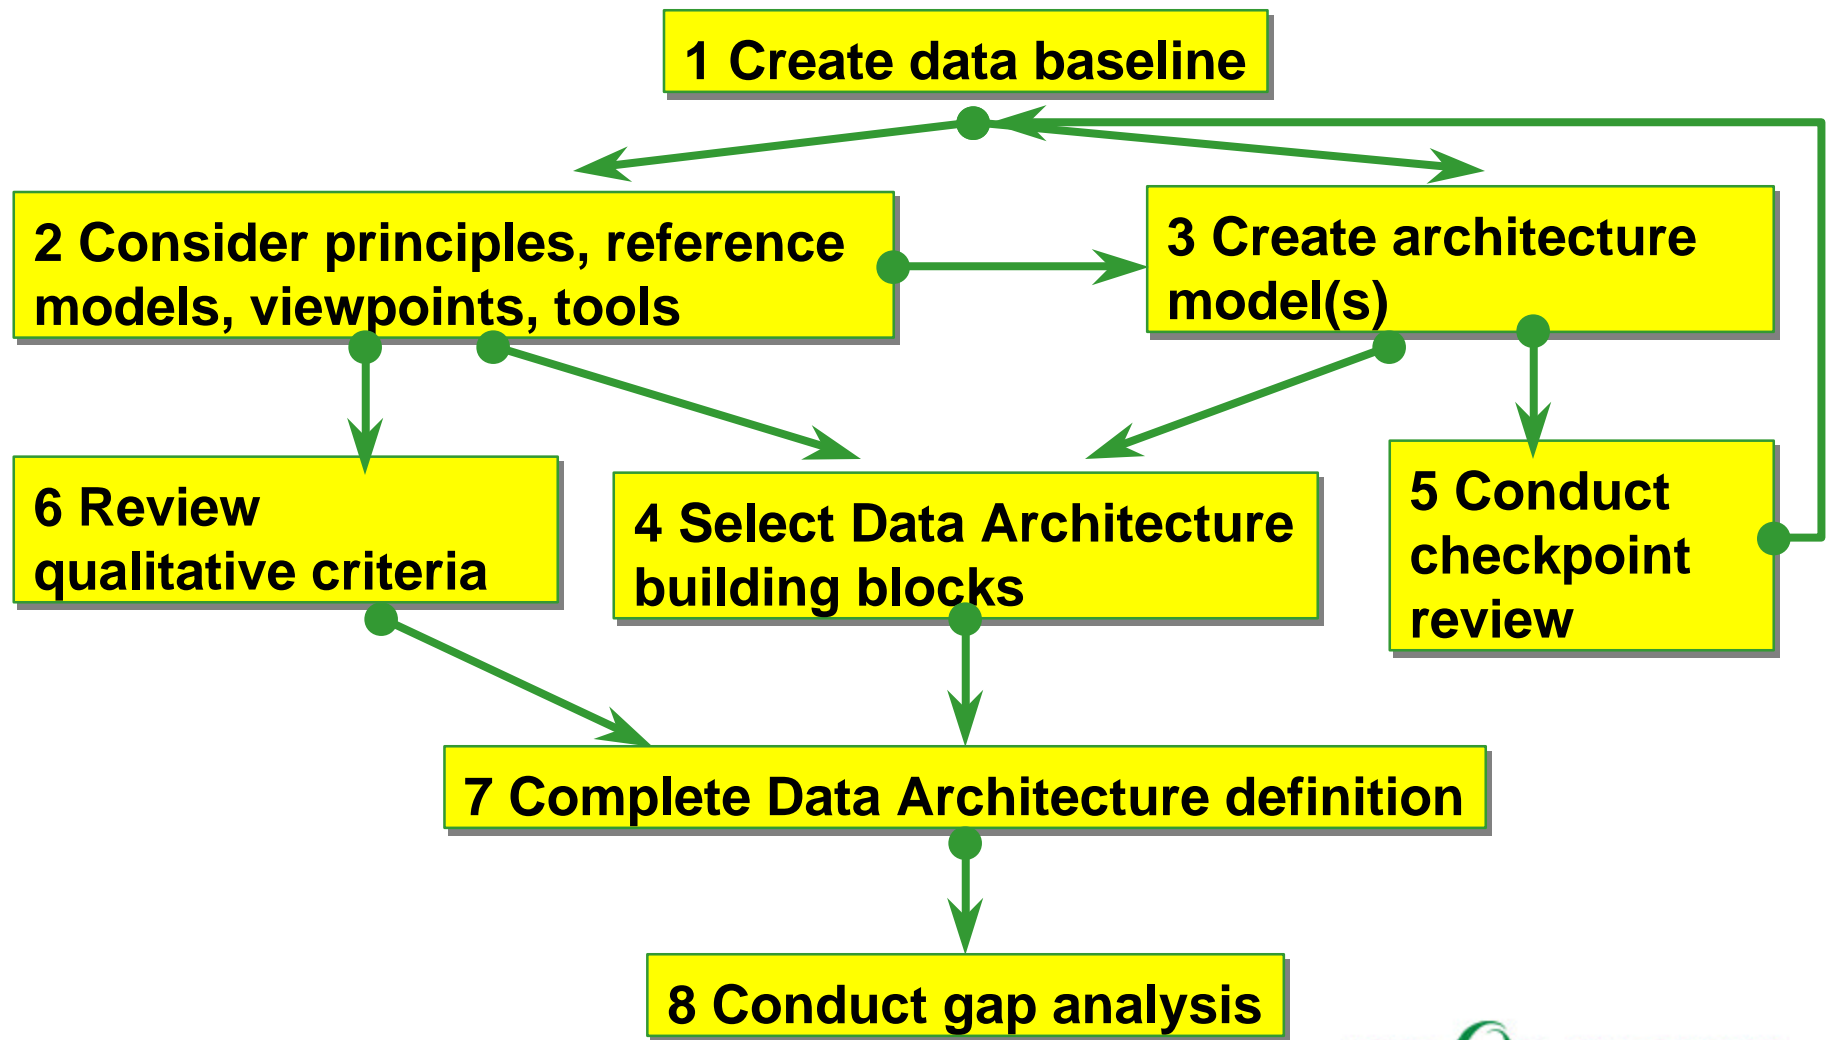 1 Create data baseline
2 Consider principles, reference
models, viewpoints, tools
3 Create architecture
model(s)
6 Review
qualitative criteria
4 Select Data Architecture
building blocks
5 Conduct
checkpoint
review
7 Complete Data Architecture definition
8 Conduct gap analysis